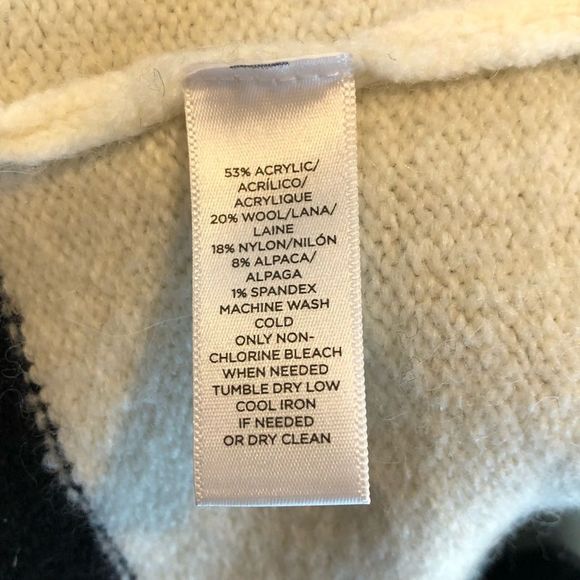 53% ACRYLIC/
ACRÍLICO/
ACRYLIQUE
20% WOOL/LANA/
LAINE
18% NYLON/NILÓN
8% ALPACA/
ALPAGA
1% SPANDEX
MACHINE WASH
COLD
ONLY NON-
CHLORINE BLEACH
WHEN NEEDED
TUMBLE DRY LOW
COOL IRON
IF NEEDED
OR DRY CLEAN